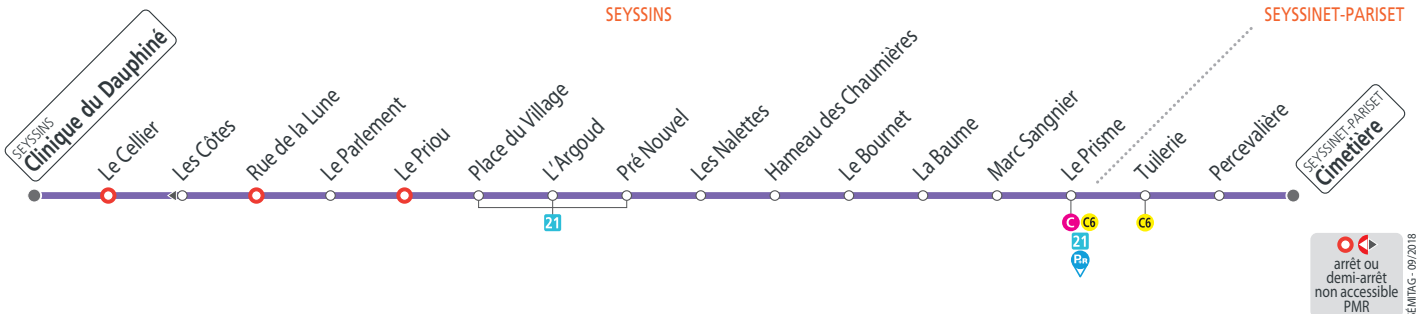 SEYSSINS
SEYSSINET-PARISET
SEYSSINS
Clinique du Dauphiné
Le Cellier
Les Côtes
Rue de la Lune
Le Parlement
Le Priou
Place du Village
L'Argoud
Pré Nouvel
Les Nalettes
Hameau des Chaumières
Le Bournet
La Baume
Marc Sangnier
Le Prisme
Tuilerie
Percevalière
SEYSSINET-PARISET
Cimetière
21
C C6
21
P+R
C6
arrêt ou
demi-arrêt
non accessible
PMR
SÉMITAG - 09/2018